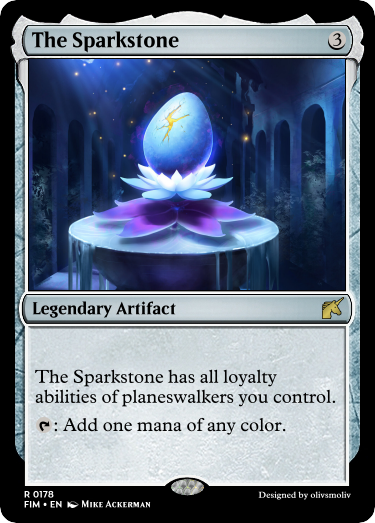 The Sparkstone 3
Legendary Artifact
The Sparkstone has all loyalty
abilities of planeswalkers you control.
: Add one mana of any color.
R 0178
FIM • EN Mike Ackerman
Designed by olivsmoliv